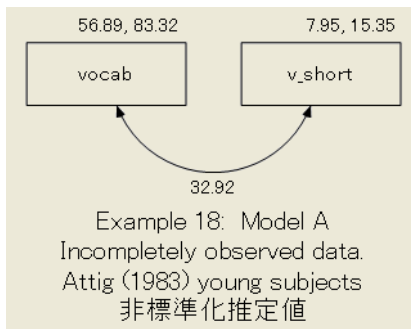 56.89, 83.32
7.95, 15.35
vocab
v_short
32.92
Example 18: Model A
Incompletely observed data.
Attig (1983) young subjects
非標準化推定値